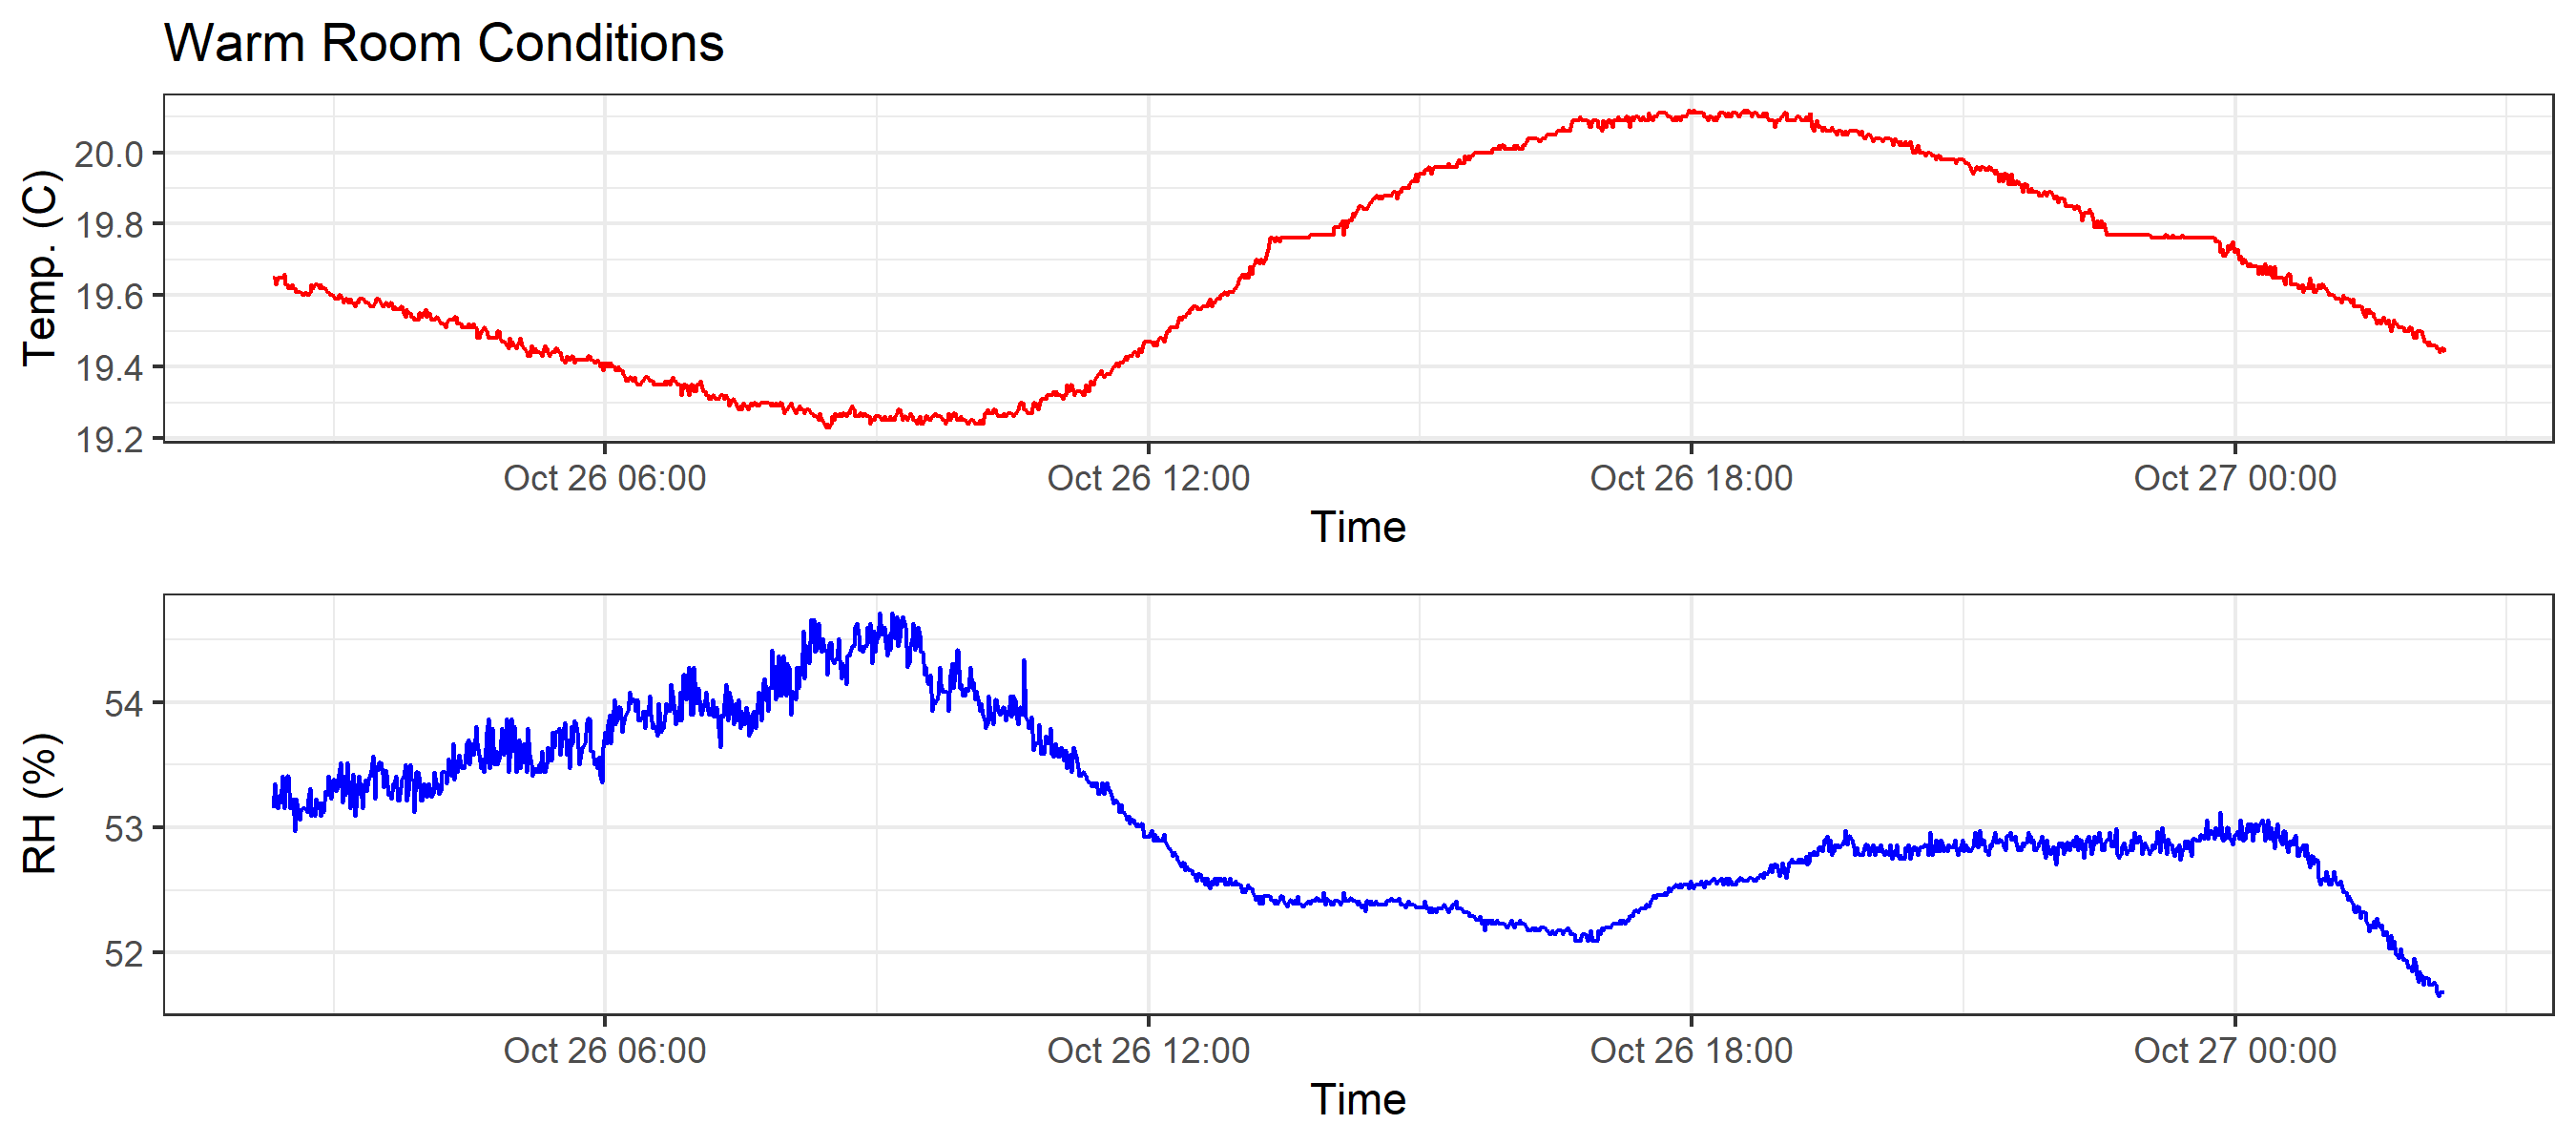 Warm Room Conditions
Temp. (C)
20.0
19.8
19.6
19.4
19.2
Oct 26 06:00 Oct 26 12:00 Oct 26 18:00 Oct 27 00:00
Time
RH (%)
54
53
52
Oct 26 06:00 Oct 26 12:00 Oct 26 18:00 Oct 27 00:00
Time